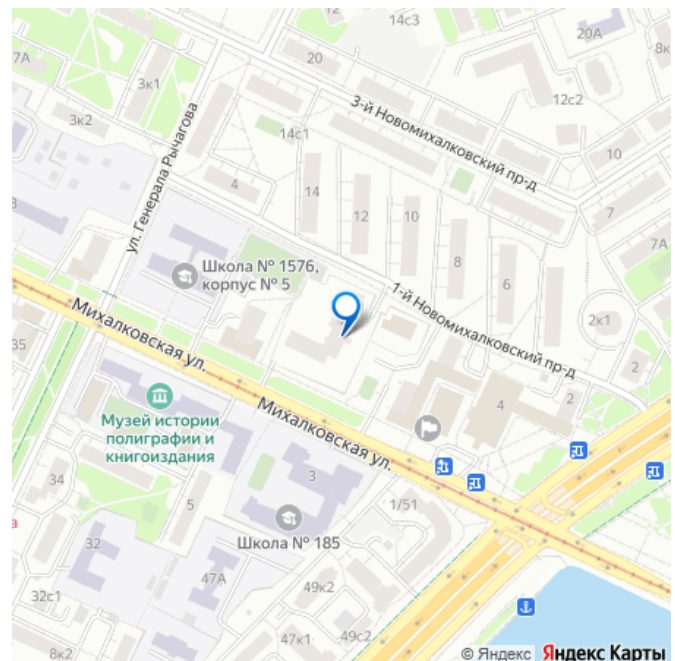 12
14с3
20А
8к
20
7А
3к1
3-й Новомихалковский пр-д
12с2
3к2
14с1
ул. Генерала Рычагова
10
4
14
12
10
7
3
8
7А
6
Школа № 1576,
корпус № 5
1-й Новомихалковский пр-д
2к1
Михалковская ул.
35
2
2
4
Музей истории
полиграфии и
книгоиздания
Михалковская ул.
3
34
5
1/51
а
Школа № 185
32
47А
49к2
32с1
47к1
49с2
8к2
© Яндекс Яндекс Карты